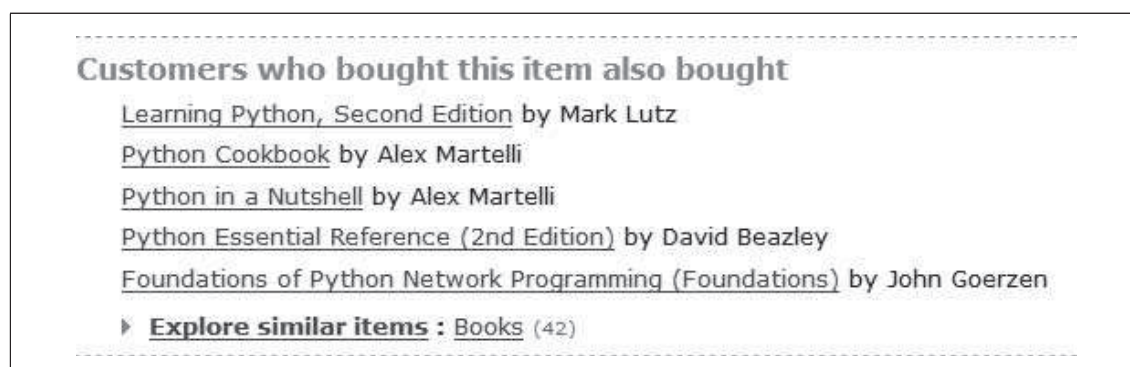 Customers who bought this item also bought
Learning Python, Second Edition by Mark Lutz
Python Cookbook by Alex Martelli
Python in a Nutshell by Alex Martelli
Python Essential Reference (2nd Edition) by David Beazley
Foundations of Python Network Programming (Foundations) by John Goerzen
Explore similar items : Books (42)